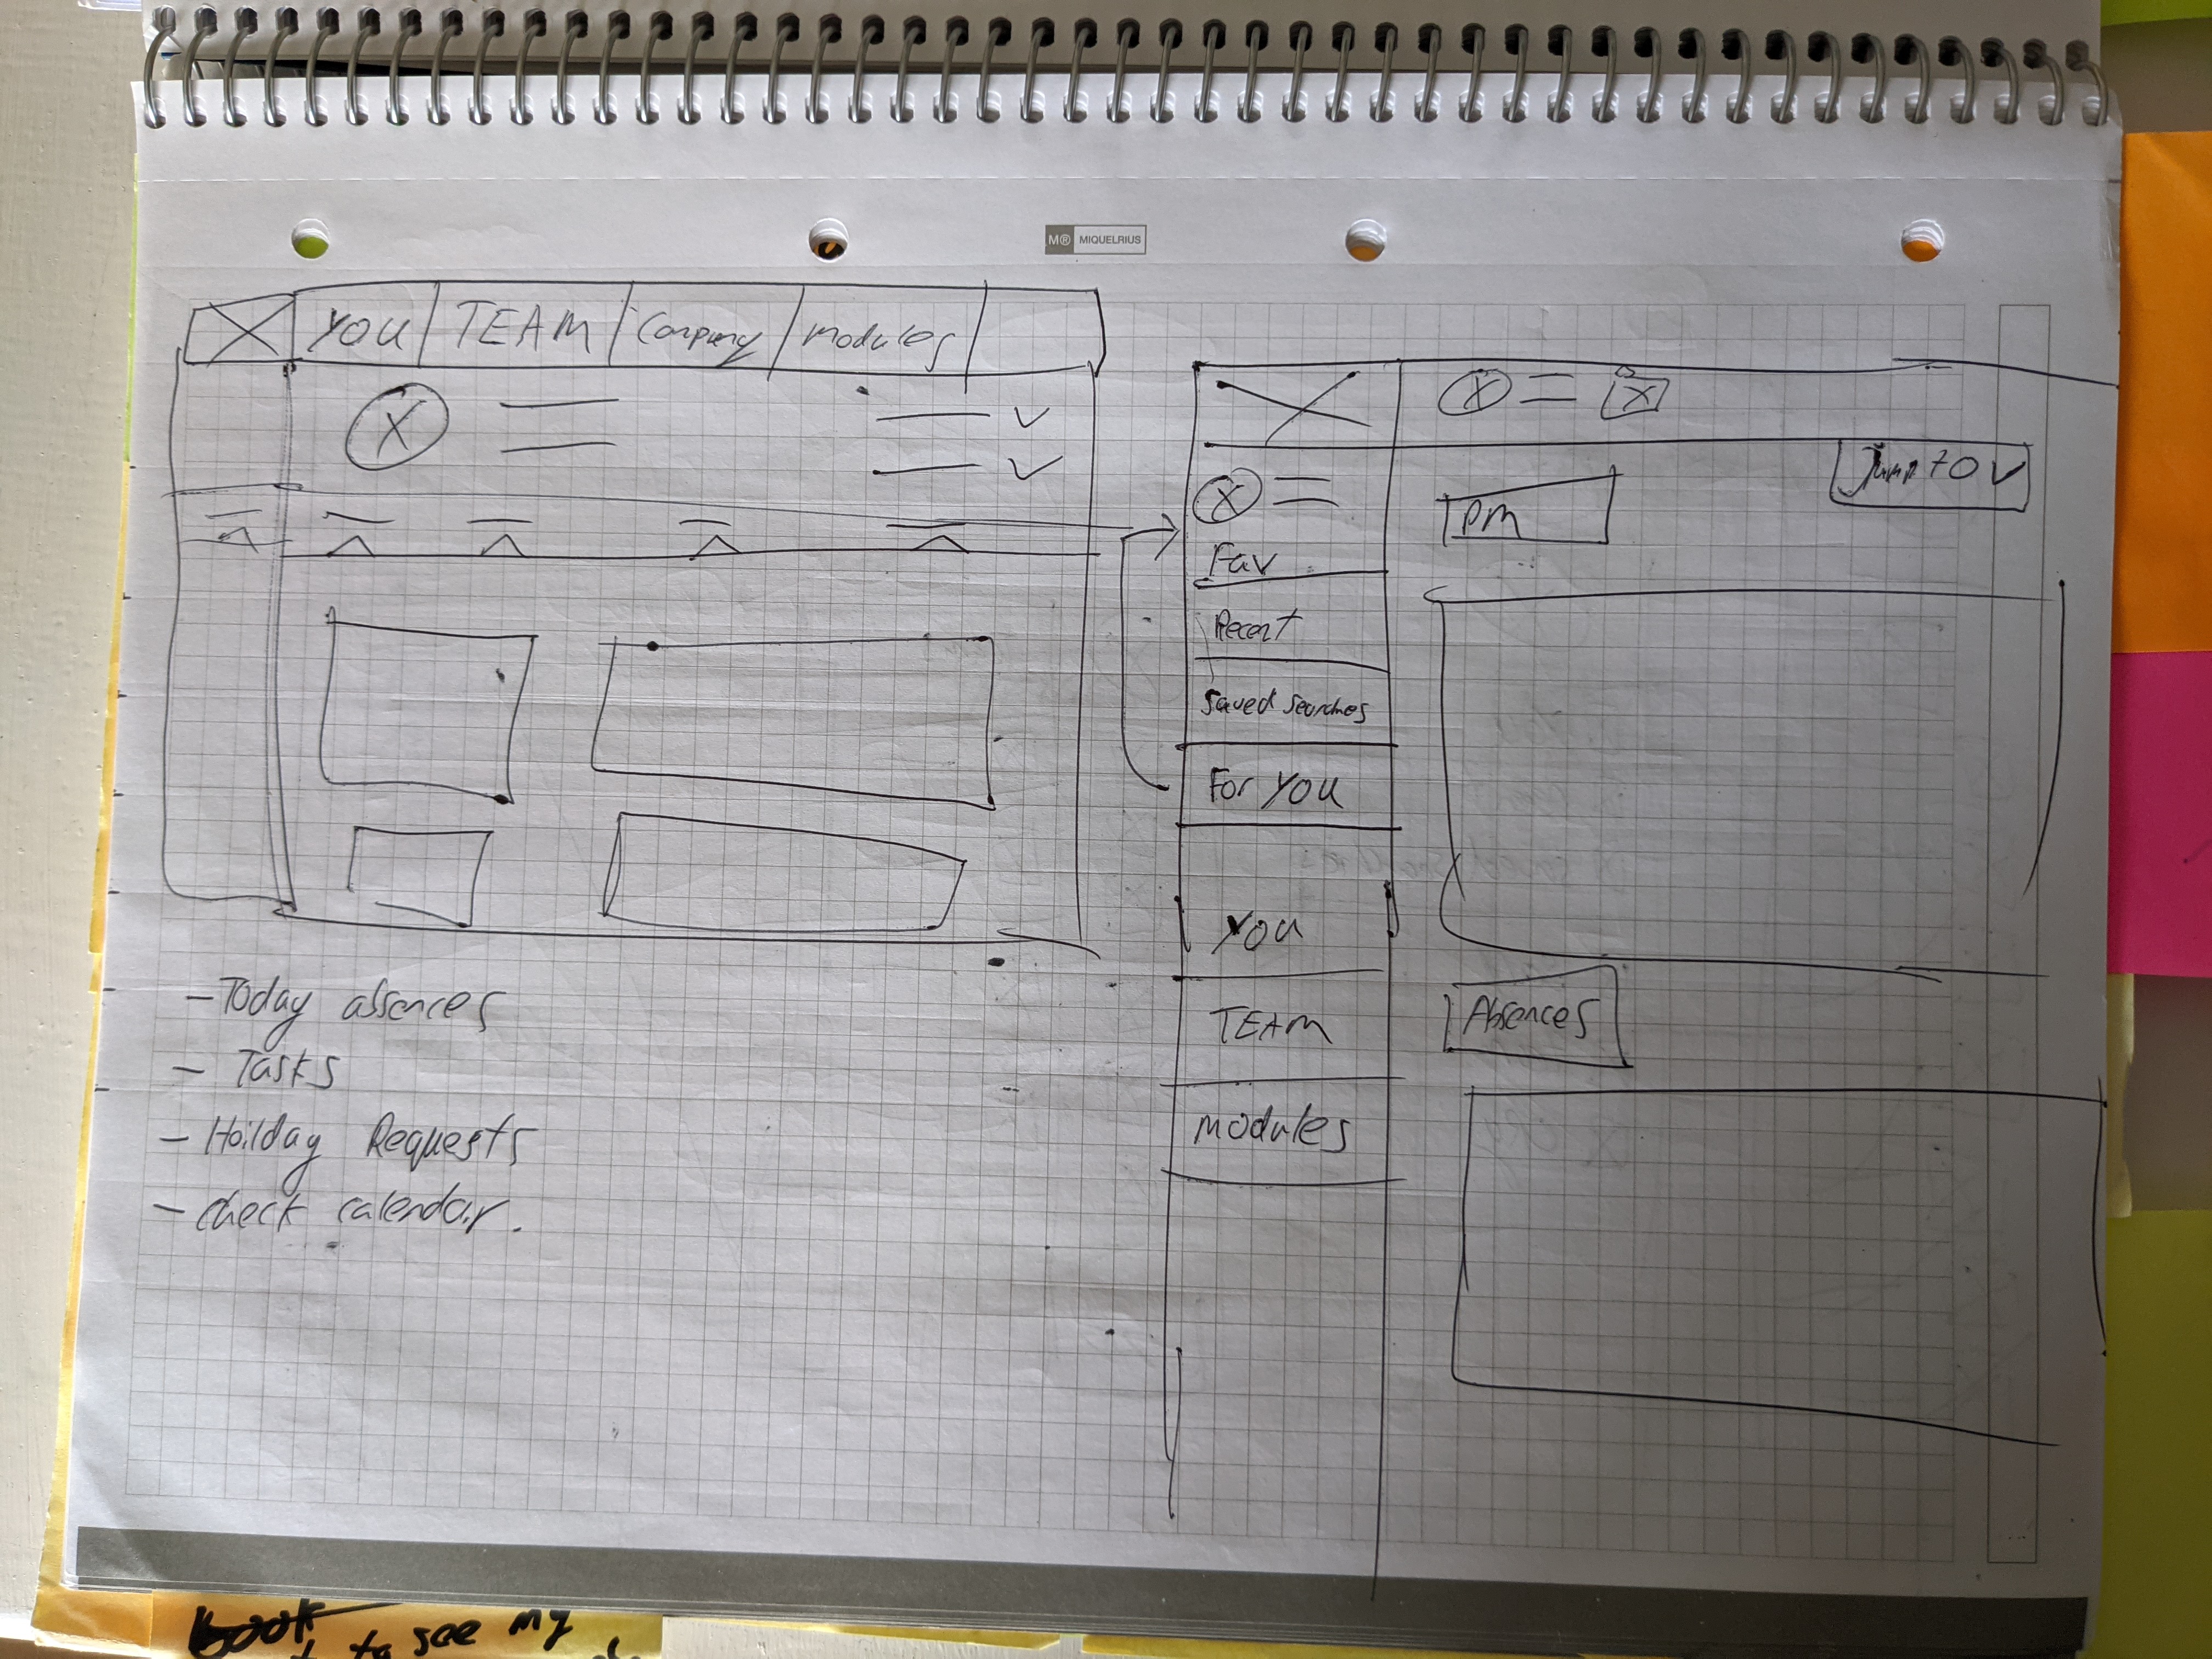 M® MIQUELRIUS
YOU TEAM Company Modules
Jump to
PM
Fav
Recent
Saved searches
For YOU
YOU
TEAM
Modules
Absences
- Today absences
- Tasks
- Hoilday Requests
- check calendar.
book
to see my